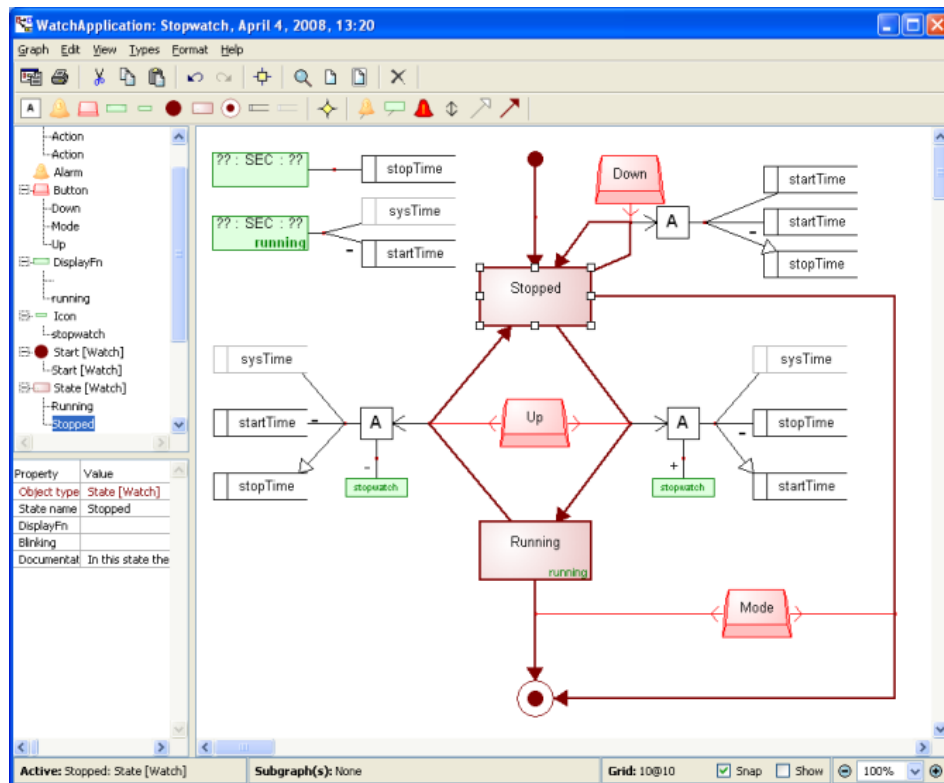 WatchApplication: Stopwatch, April 4, 2008, 13:20
Graph Edit View Types Format Help
A
Action
Action
Alarm
Button
Down
Mode
Up
DisplayFn
..
running
Icon
stopwatch
Start [Watch]
Start [Watch]
State [Watch]
Running
Stopped
Property Value
Object type State [Watch]
State name Stopped
DisplayFn
Blinking
Documentat In this state the
?? : SEC : ??
stopTime
?? : SEC : ??
running
sysTime
- startTime
Down
A
startTime
startTime
-
stopTime
Stopped
sysTime
startTime
-
stopTime
A
-
stopwatch
Up
A
+
stopwatch
sysTime
-
stopTime
startTime
Running
running
Mode
Active: Stopped: State [Watch] Subgraph(s): None Grid: 10@10 Snap Show 100%